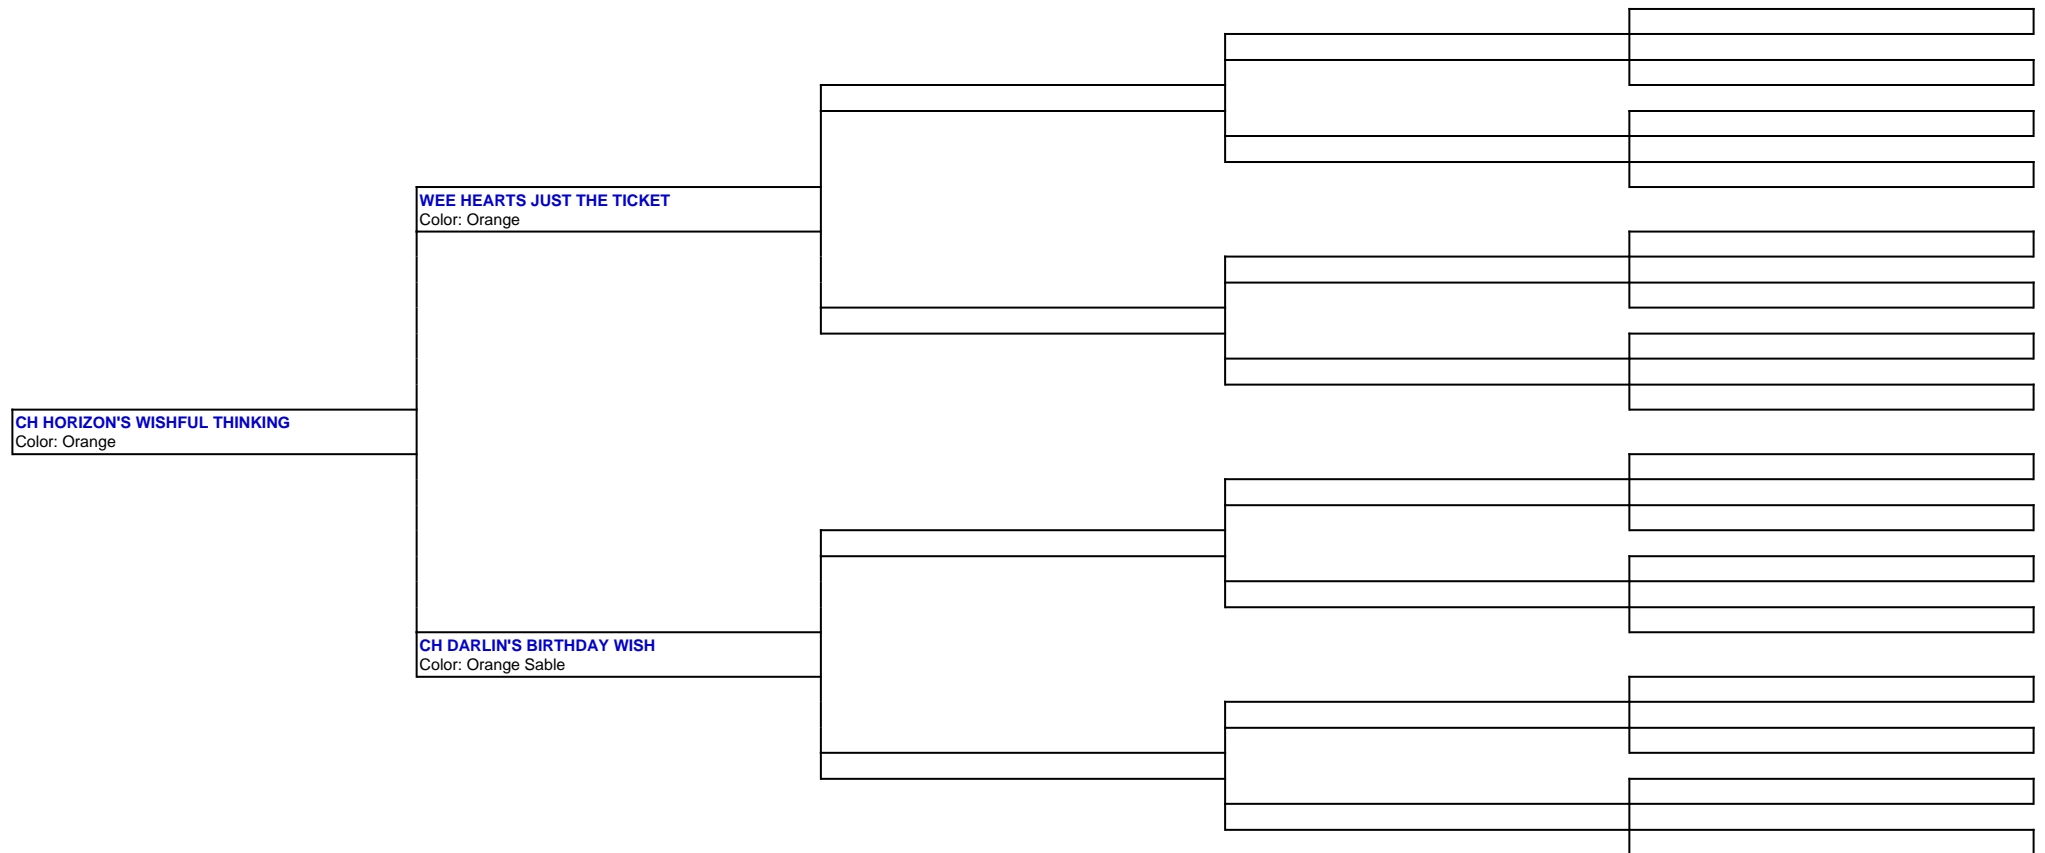 WEE HEARTS JUST THE TICKET
Color: Orange
CH HORIZON'S WISHFUL THINKING
Color: Orange
CH DARLIN'S BIRTHDAY WISH
Color: Orange Sable